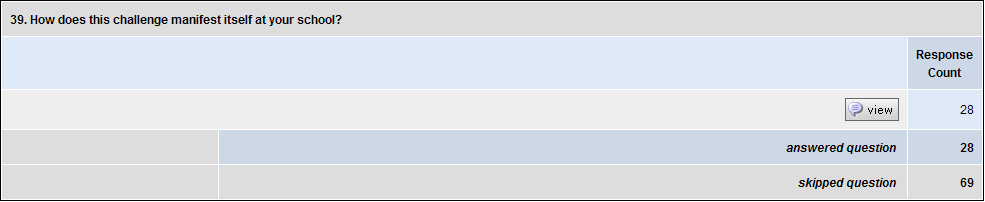 39. How does this challenge manifest itself at your school?
Response
Count
view 28
answered question 28
skipped question 69